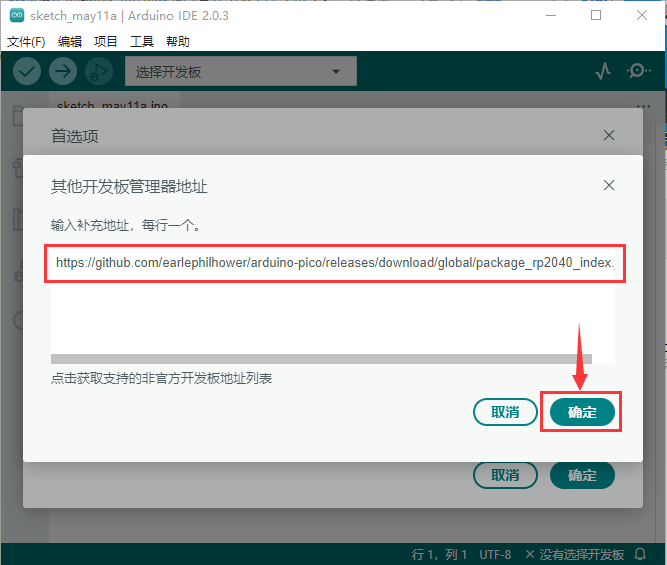 sketch_may11a | Arduino IDE 2.0.3
文件(F) 编辑 项目 工具 帮助
选择开发板
sketch_may11a.ino
首选项
其他开发板管理器地址
输入补充地址，每行一个。
https://github.com/earlephilhower/arduino-pico/releases/download/global/package_rp2040_index.
点击获取支持的非官方开发板地址列表
取消 确定
取消 确定
行 1，列 1 UTF-8 没有选择开发板